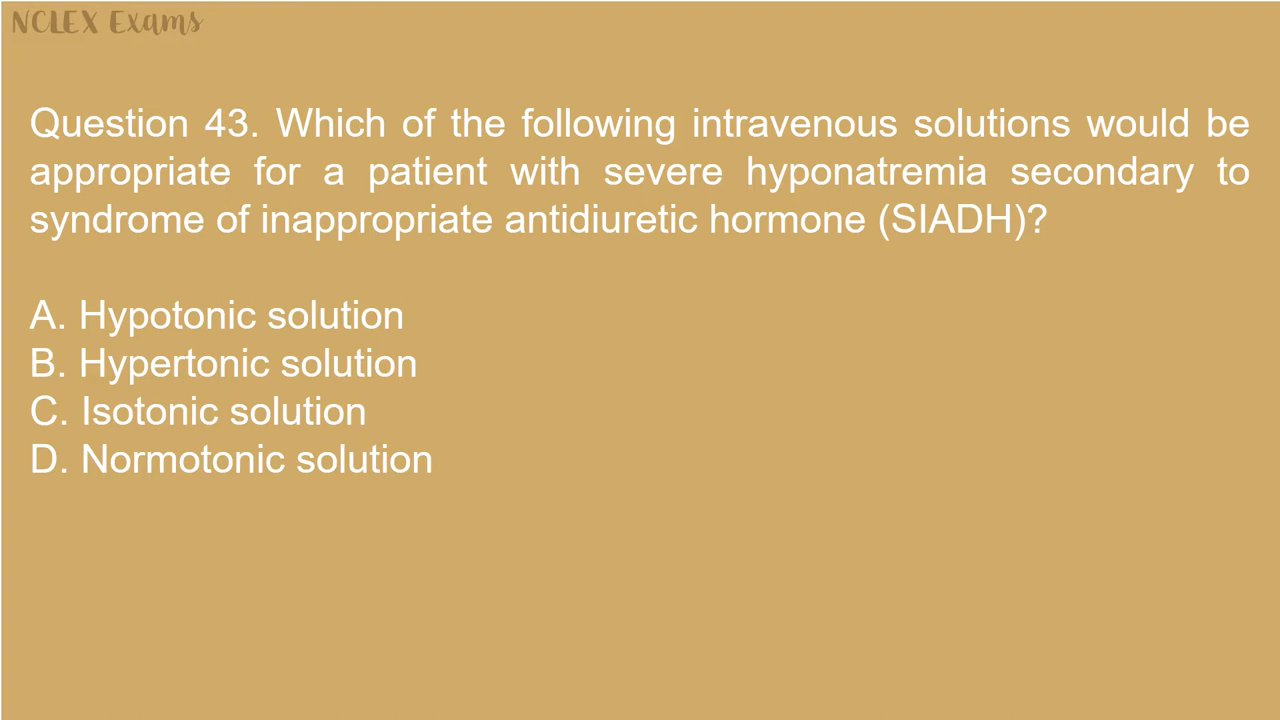 NCLEX Exams
Question 43. Which of the following intravenous solutions would be
appropriate for a patient with severe hyponatremia secondary to
syndrome of inappropriate antidiuretic hormone (SIADH)?
A. Hypotonic solution
B. Hypertonic solution
C. Isotonic solution
D. Normotonic solution